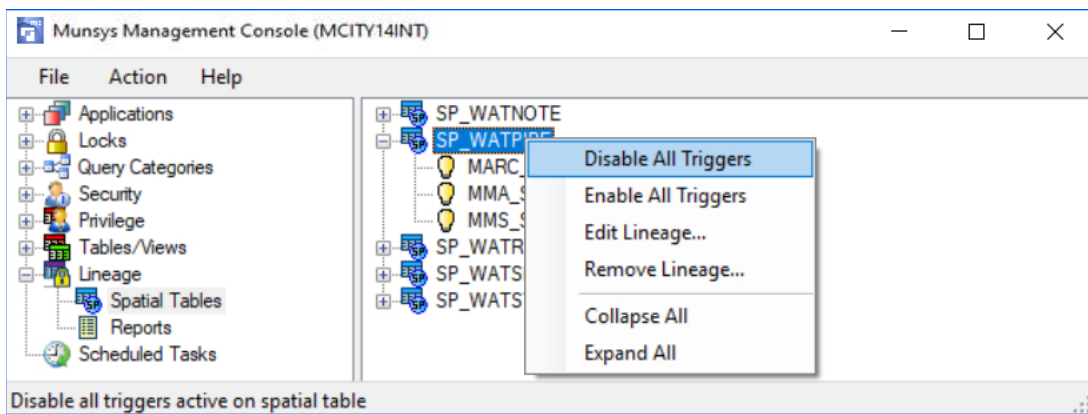 Munsys Management Console (MCITY14INT)
File Action Help
Applications
Locks
Query Categories
Security
Privilege
Tables/Views
Lineage
Spatial Tables
Reports
Scheduled Tasks
SP_WATNOTE
SP_WATPIPE
MARC_
MMA_S
MMS_S
SP_WATR
SP_WATS
SP_WATS
Disable All Triggers
Enable All Triggers
Edit Lineage...
Remove Lineage...
Collapse All
Expand All
Disable all triggers active on spatial table